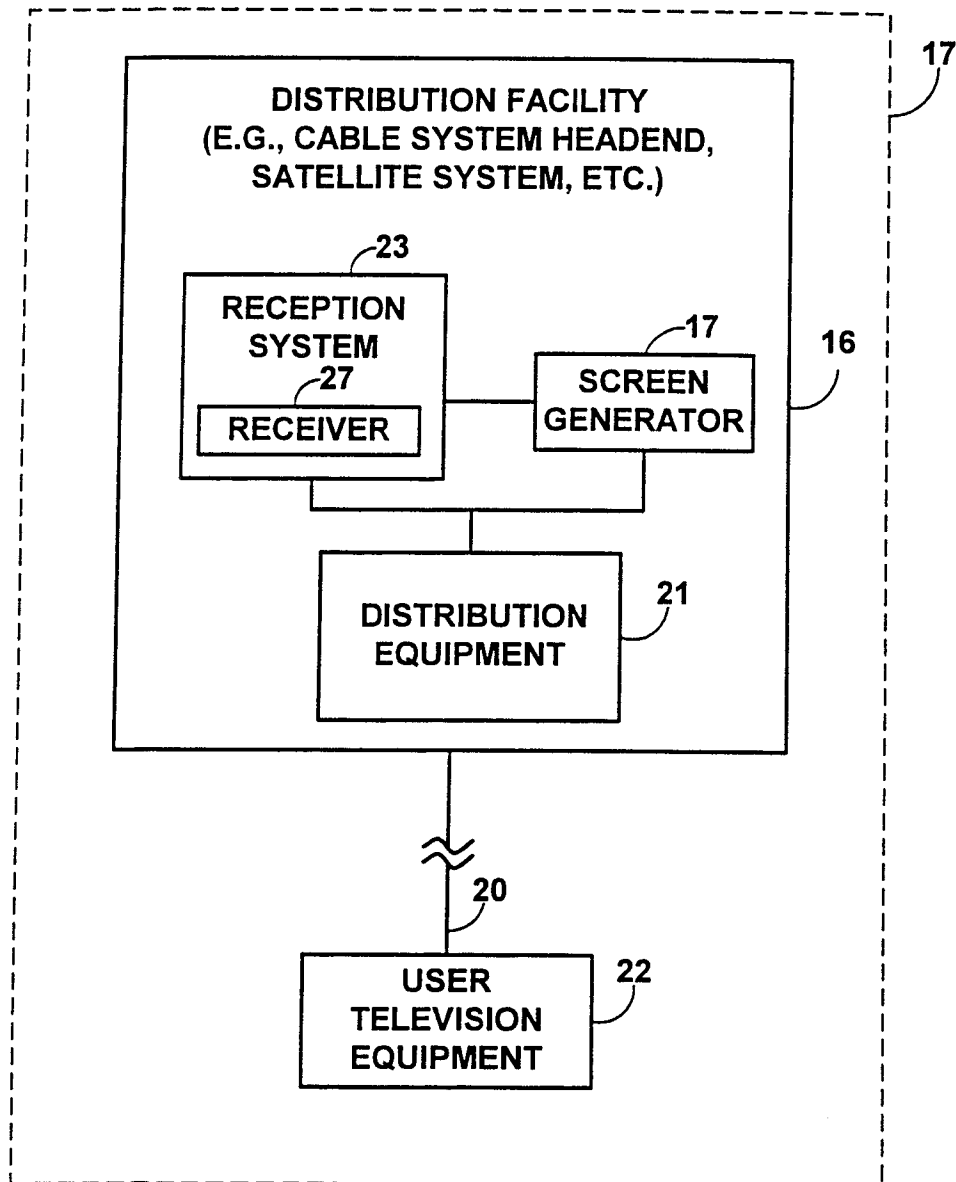 17
DISTRIBUTION FACILITY
(E.G., CABLE SYSTEM HEADEND,
SATELLITE SYSTEM, ETC.)
23
RECEPTION
SYSTEM
27
RECEIVER
17
SCREEN
GENERATOR
16
DISTRIBUTION
EQUIPMENT
21
20
USER
TELEVISION
EQUIPMENT
22